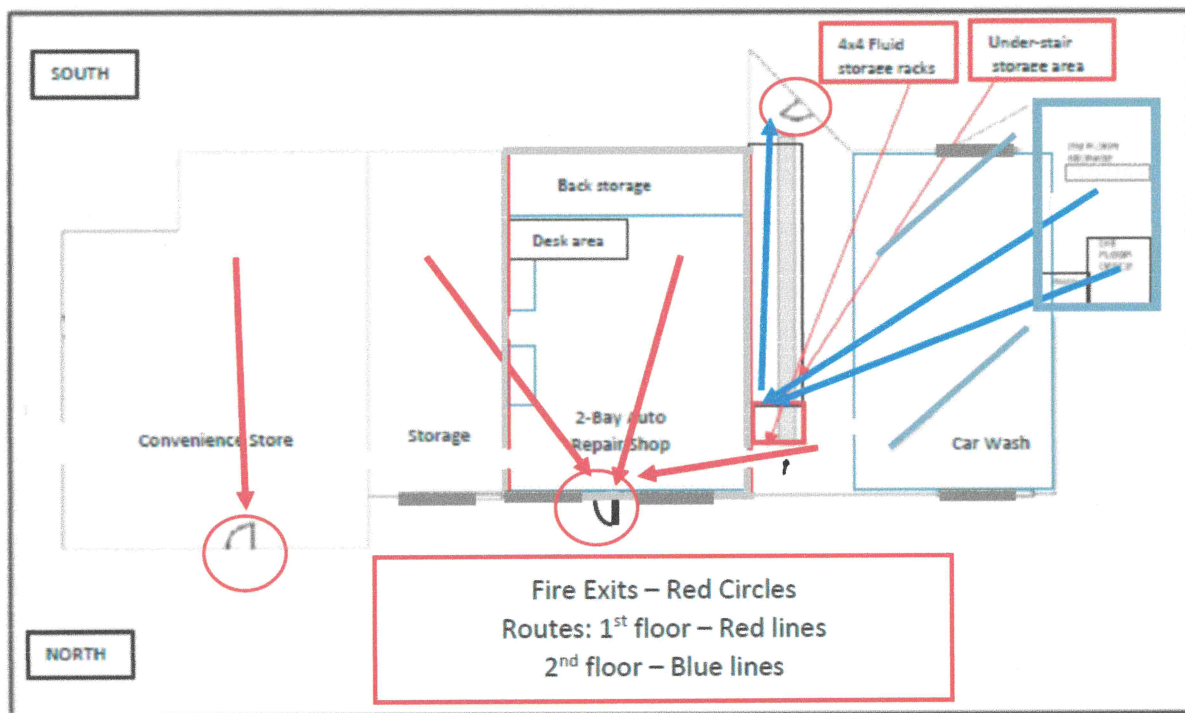 SOUTH
4x4 Fluid
storage racks
Under-stair
storage area
Back storage
Desk area
2-Bay Auto
Repair Shop
Convenience Store
Storage
Car Wash
Fire Exits – Red Circles
Routes: 1st floor – Red lines
2nd floor – Blue lines
NORTH